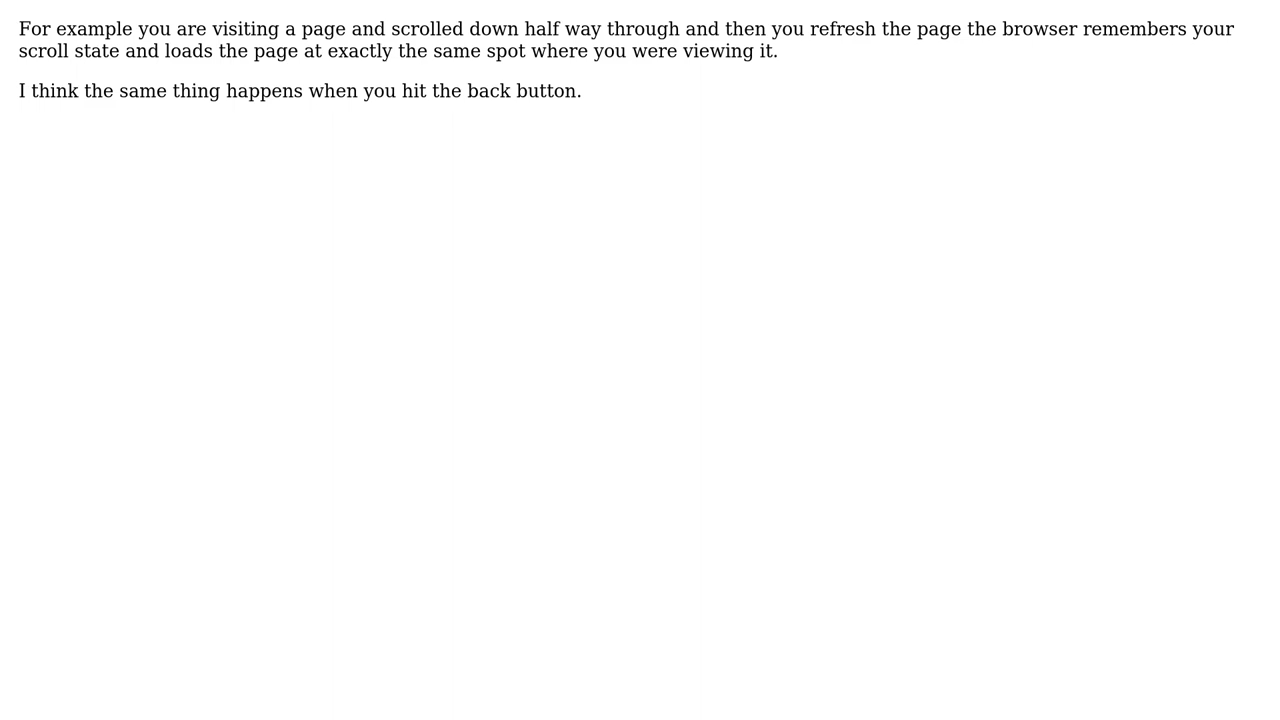 For example you are visiting a page and scrolled down half way through and then you refresh the page the browser remembers your
scroll state and loads the page at exactly the same spot where you were viewing it.
I think the same thing happens when you hit the back button.